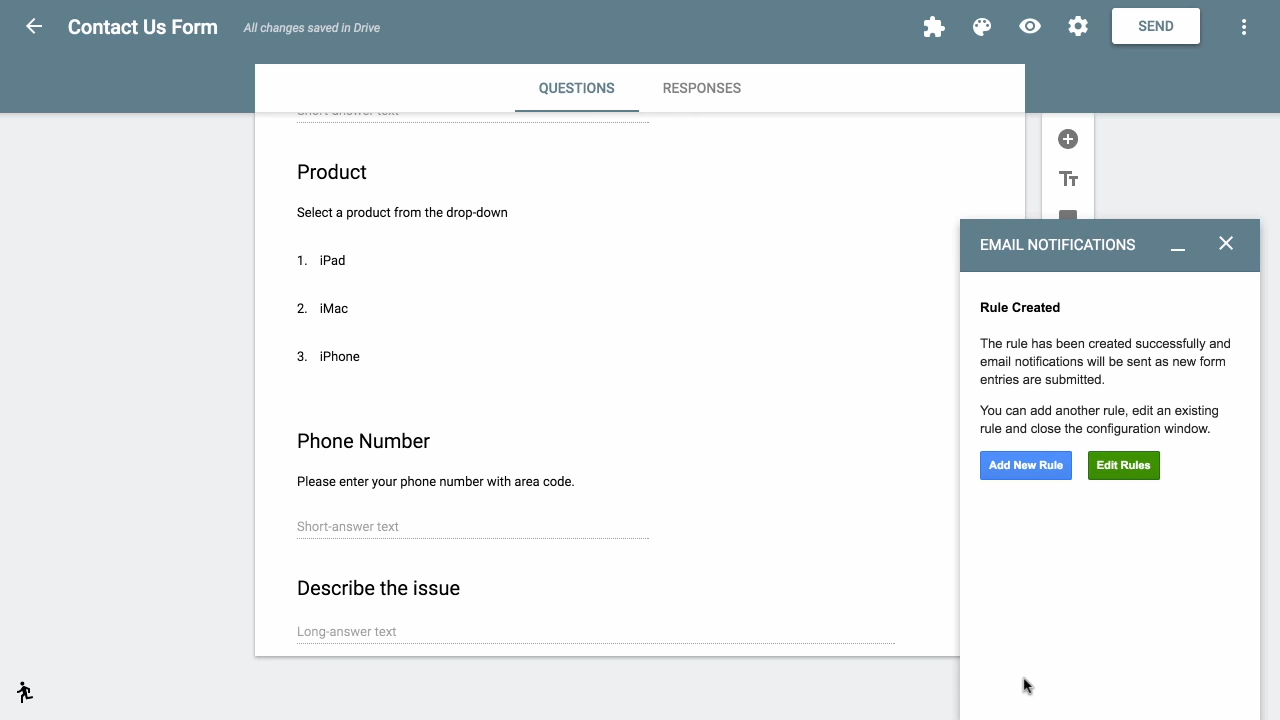 Contact Us Form
All changes saved in Drive
SEND
QUESTIONS
RESPONSES
Short-answer text
Product
Select a product from the drop-down
1. iPad
2. iMac
3. iPhone
Phone Number
Please enter your phone number with area code.
Short-answer text
Describe the issue
Long-answer text
Tт
EMAIL NOTIFICATIONS
Rule Created
The rule has been created successfully and
email notifications will be sent as new form
entries are submitted.
You can add another rule, edit an existing
rule and close the configuration window.
Add New Rule
Edit Rules